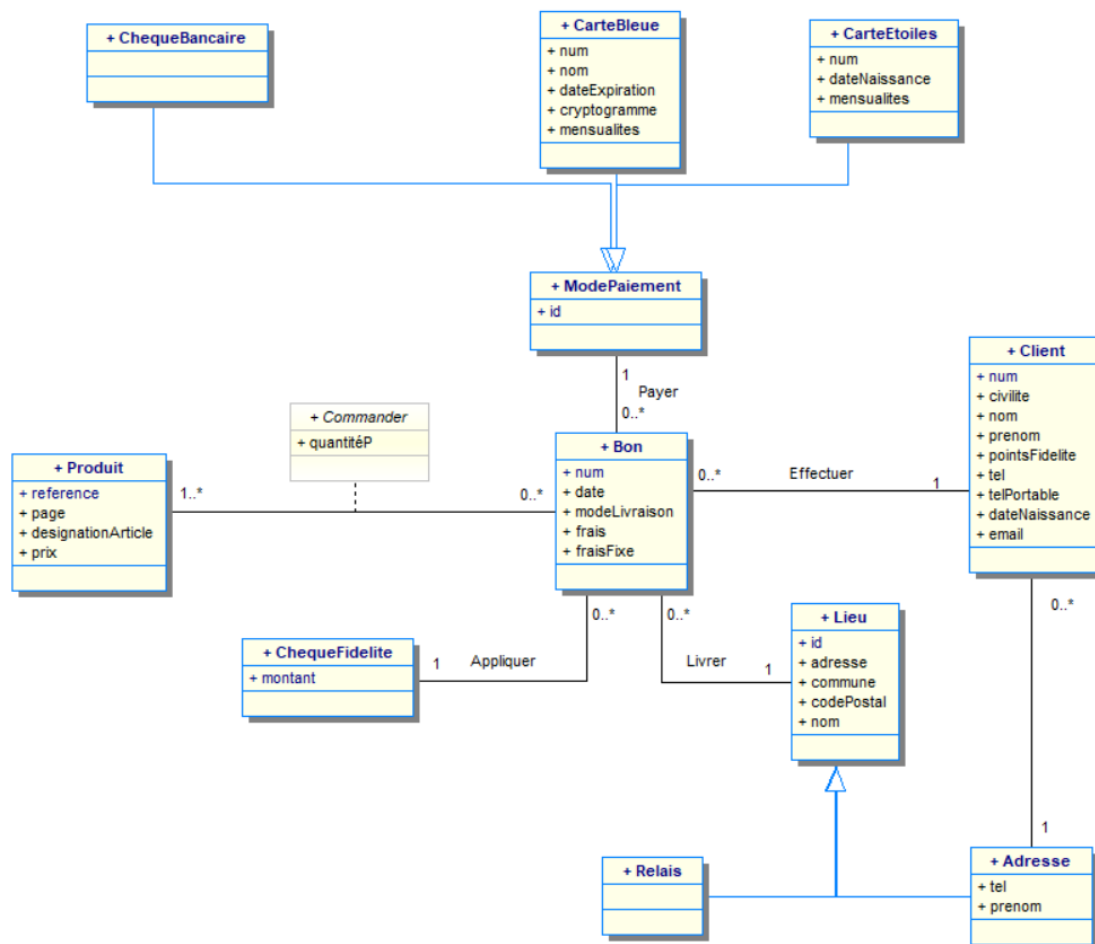 + ChequeBancaire
+ CarteBleue
+ num
+ nom
+ dateExpiration
+ cryptogramme
+ mensualites
+ CarteEtoiles
+ num
+ dateNaissance
+ mensualites
+ ModePaiement
+ id
1
Payer
0..*
+ Commander
+ quantitéP
+ Produit
+ reference
+ page
+ designationArticle
+ prix
1..*
0..*
+ Bon
+ num
+ date
+ modeLivraison
+ frais
+ fraisFixe
0..*
Effectuer
1
+ Client
+ num
+ civilite
+ nom
+ prenom
+ pointsFidelite
+ tel
+ telPortable
+ dateNaissance
+ email
0..*
1
+ ChequeFidelite
+ montant
1
Appliquer
0..*
0..*
Livrer
1
+ Lieu
+ id
+ adresse
+ commune
+ codePostal
+ nom
+ Relais
+ Adresse
+ tel
+ prenom